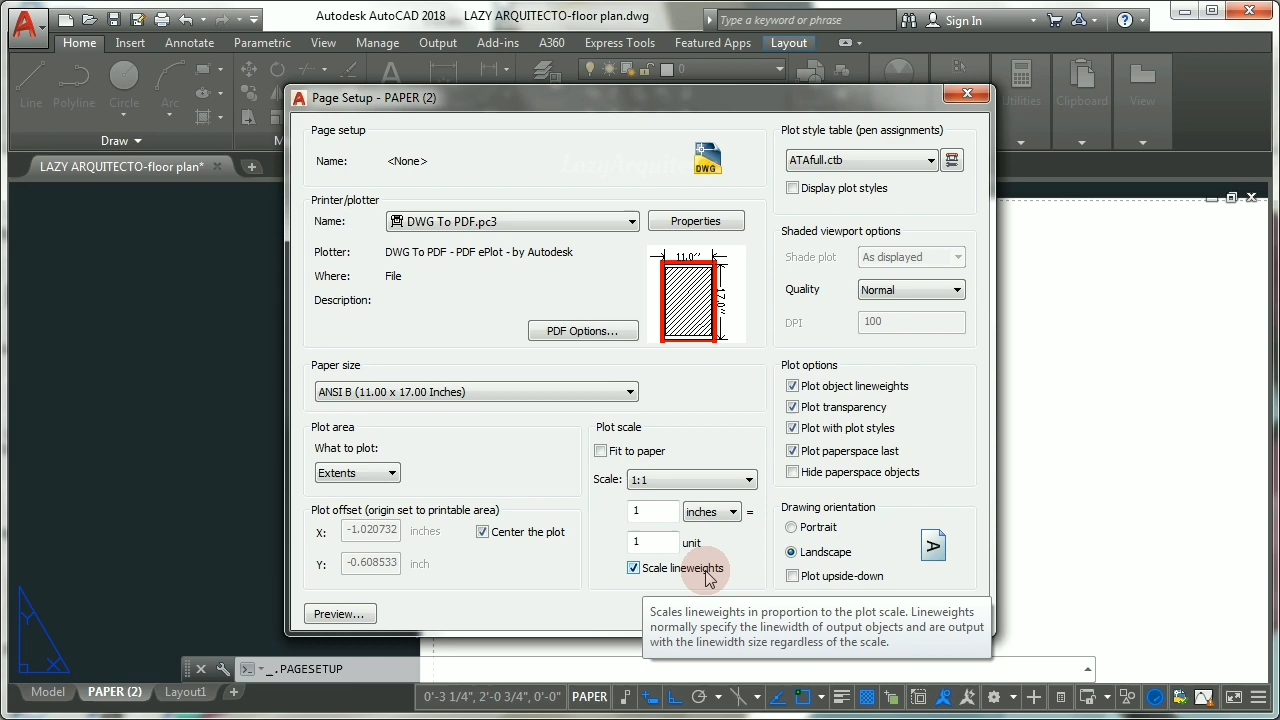 Autodesk AutoCAD 2018 LAZY ARQUITECTO-floor plan.dwg
Type a keyword or phrase
Sign In
Home Insert Annotate Parametric View Manage Output Add-ins A360 Express Tools Featured Apps Layout
0
Line Polyline Circle Arc
Utilities Clipboard View
Draw
LAZY ARQUITECTO-floor plan*
Page Setup - PAPER (2)
Page setup
Name: <None>
DWG
Printer/plotter
Name: DWG To PDF.pc3 Properties
Plotter: DWG To PDF - PDF ePlot - by Autodesk
Where: File
Description:
PDF Options...
11.0''
17.0''
Paper size
ANSI B (11.00 x 17.00 Inches)
Plot area
What to plot:
Extents
Plot offset (origin set to printable area)
X: -1.020732 inches Center the plot
Y: -0.608533 inch
Preview...
Plot scale
Fit to paper
Scale: 1:1
1 inches =
1 unit
Scale lineweights
Plot style table (pen assignments)
ATAfull.ctb
Display plot styles
Shaded viewport options
Shade plot As displayed
Quality Normal
DPI 100
Plot options
Plot object lineweights
Plot transparency
Plot with plot styles
Plot paperspace last
Hide paperspace objects
Drawing orientation
Portrait
Landscape
Plot upside-down
A
Scales lineweights in proportion to the plot scale. Lineweights
normally specify the linewidth of output objects and are output
with the linewidth size regardless of the scale.
Y
X
_.PAGESETUP
Model PAPER (2) Layout1 +
0'-3 1/4", 2'-0 3/4", 0'-0" PAPER